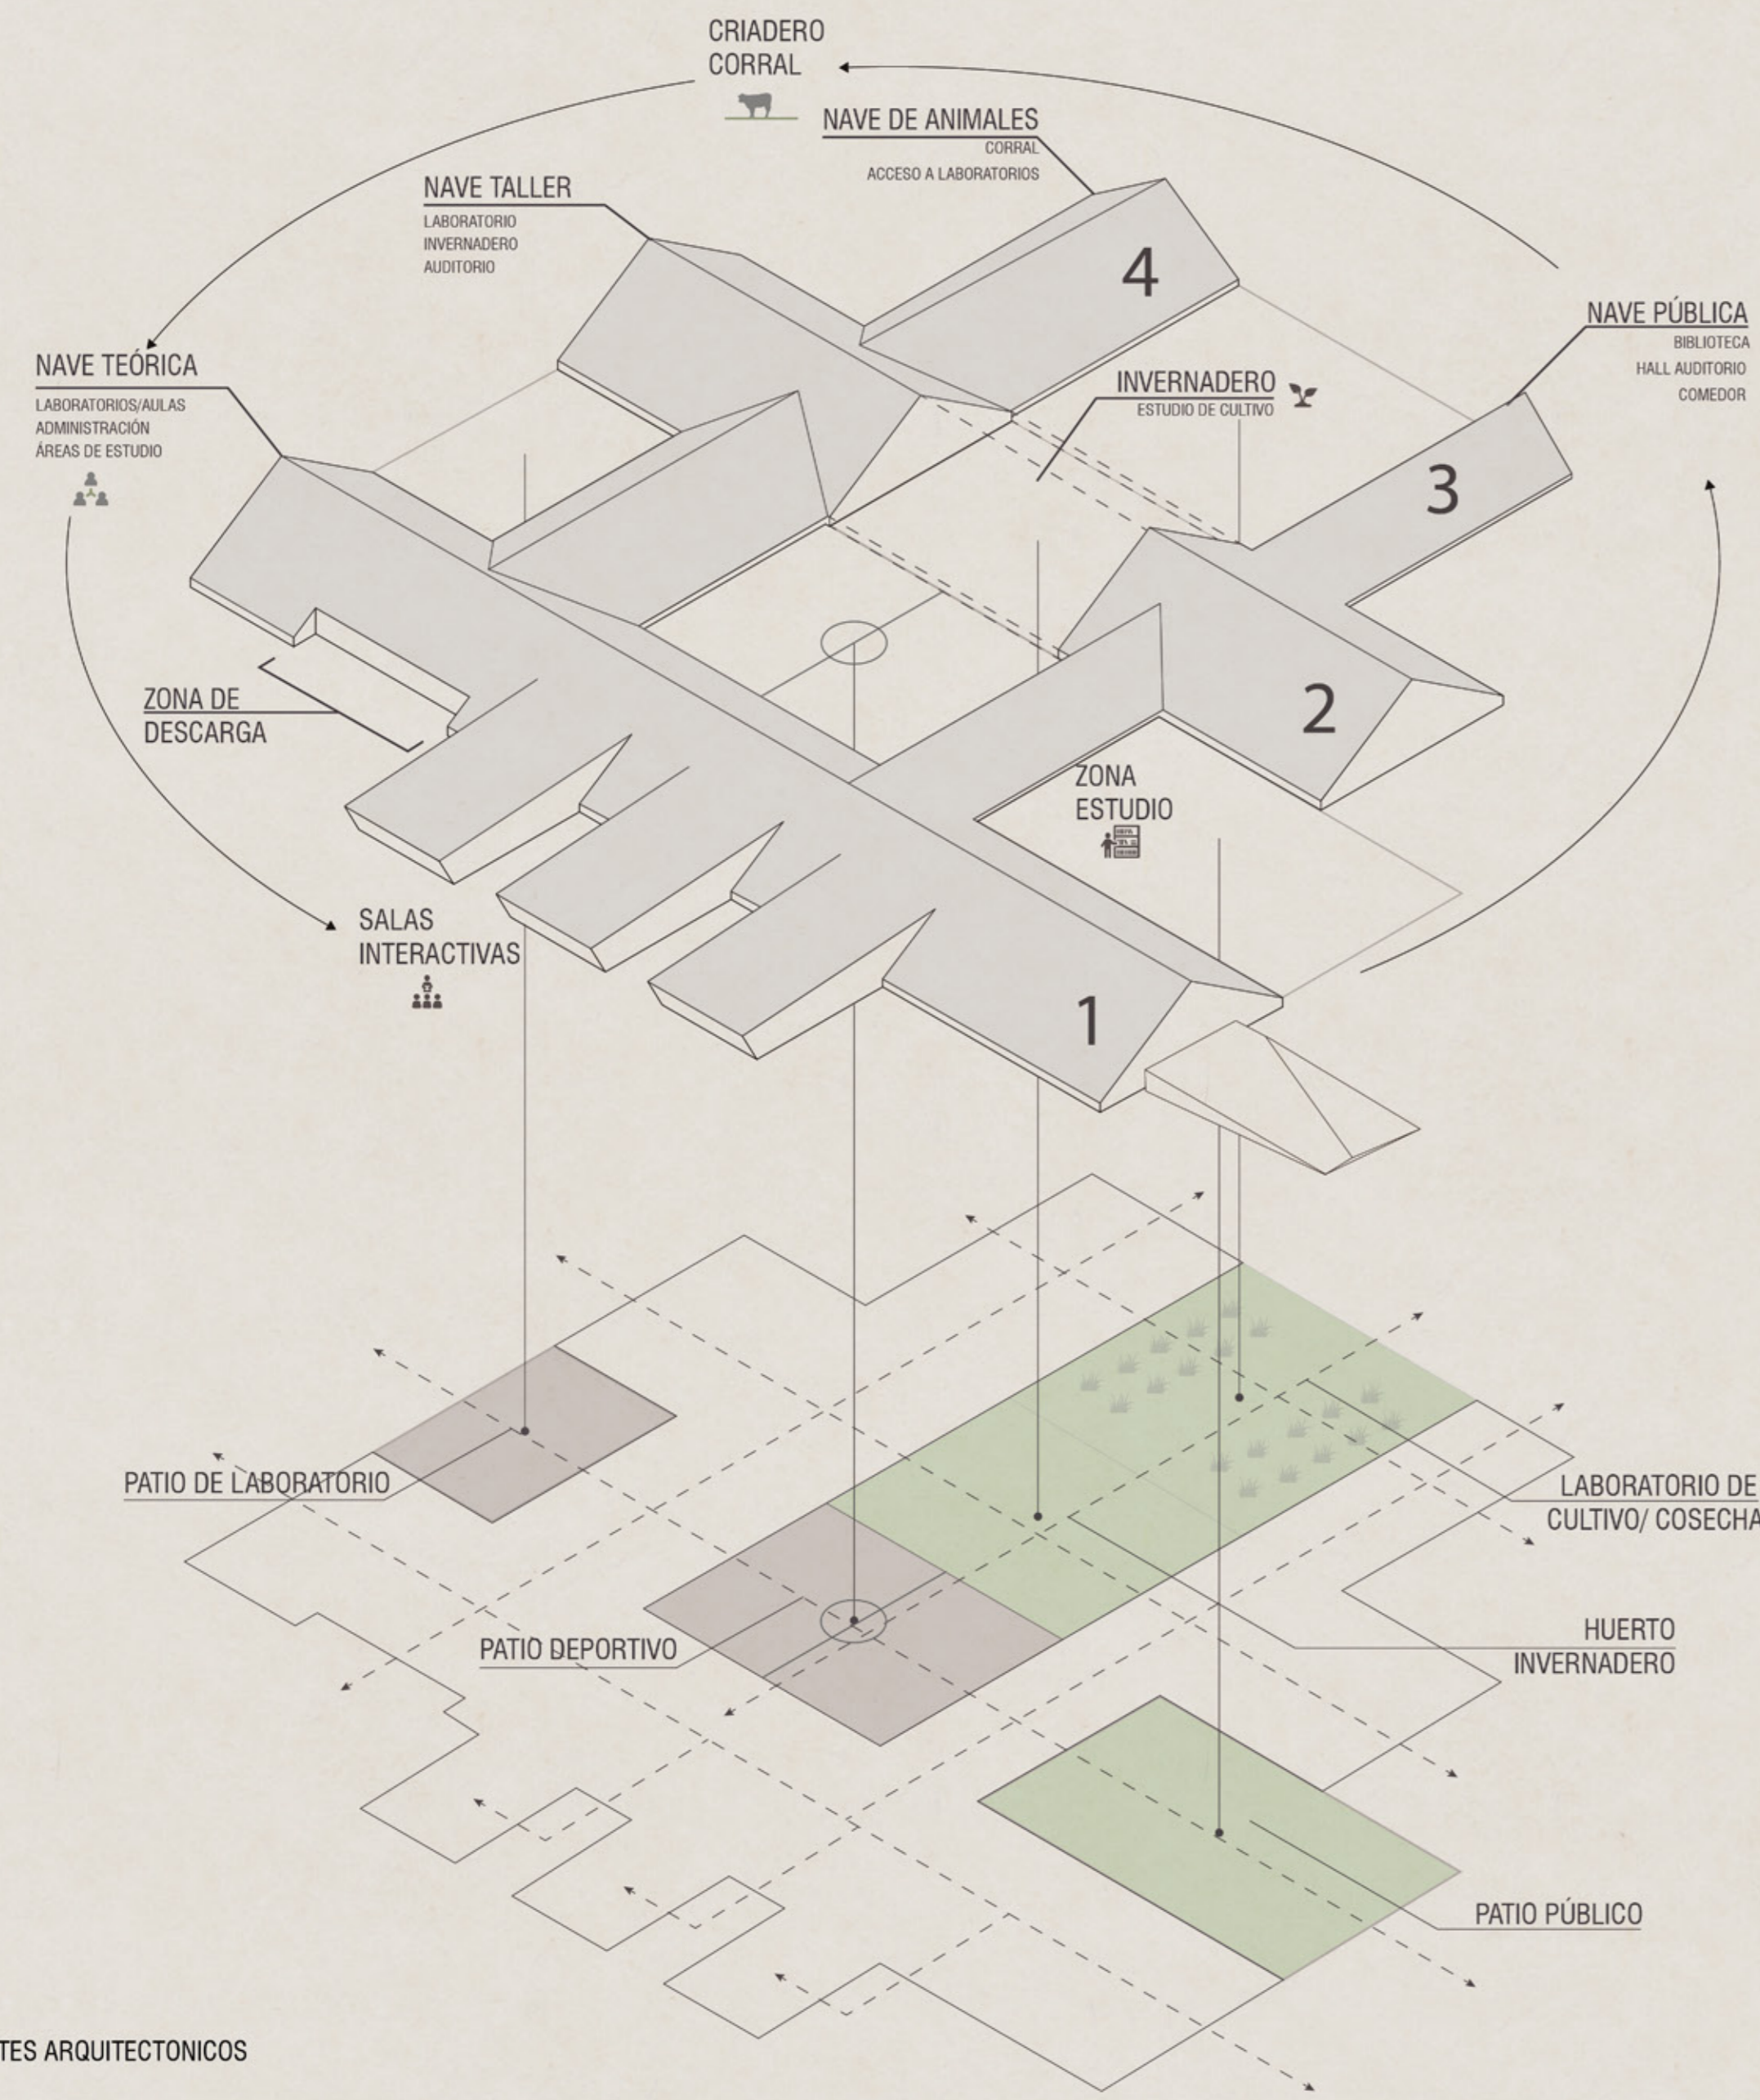 CRIADERO
CORRAL
NAVE DE ANIMALES
CORRAL
ACCESO A LABORATORIOS
NAVE TALLER
LABORATORIO
INVERNADERO
AUDITORIO
4
NAVE PÚBLICA
BIBLIOTECA
HALL AUDITORIO
COMEDOR
NAVE TEÓRICA
LABORATORIOS/AULAS
ADMINISTRACIÓN
ÁREAS DE ESTUDIO
INVERNADERO
ESTUDIO DE CULTIVO
3
ZONA DE
DESCARGA
2
ZONA
ESTUDIO
SALAS
INTERACTIVAS
1
PATIO DE LABORATORIO
LABORATORIO DE
CULTIVO/ COSECHA
PATIO DEPORTIVO
HUERTO
INVERNADERO
PATIO PÚBLICO
TES ARQUITECTONICOS